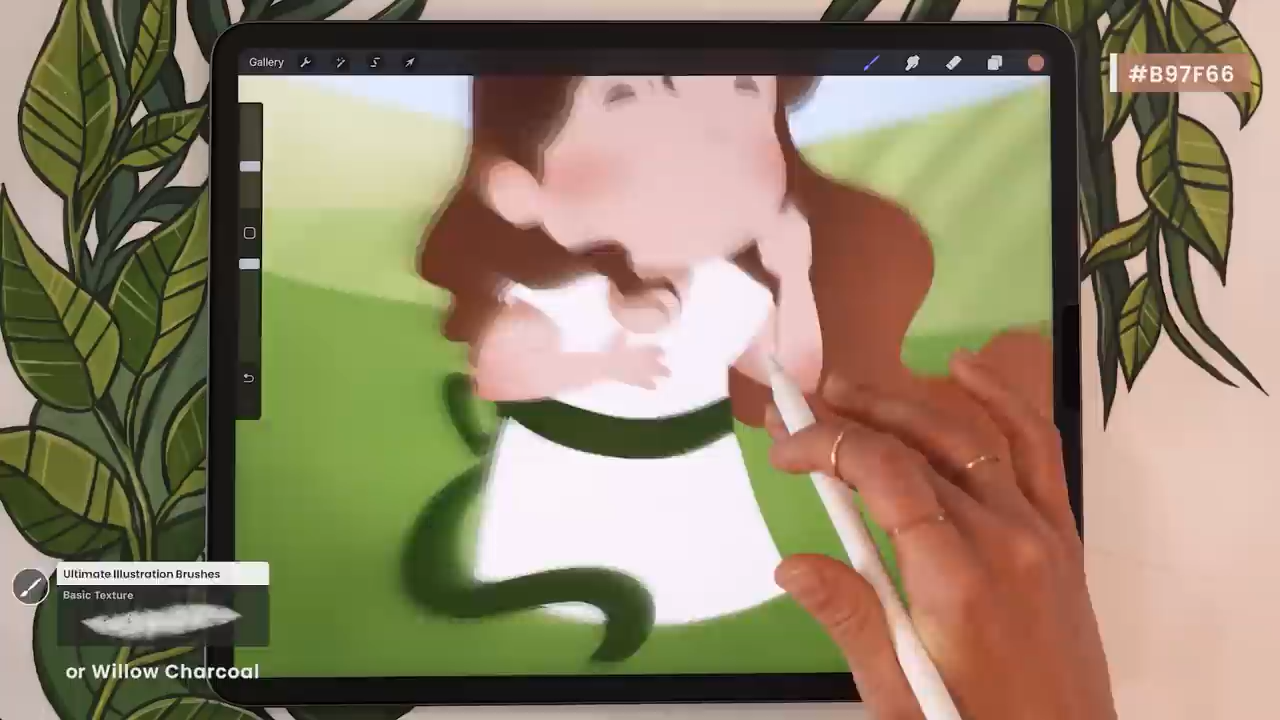 Gallery
#B97F66
Ultimate Illustration Brushes
Basic Texture
or Willow Charcoal